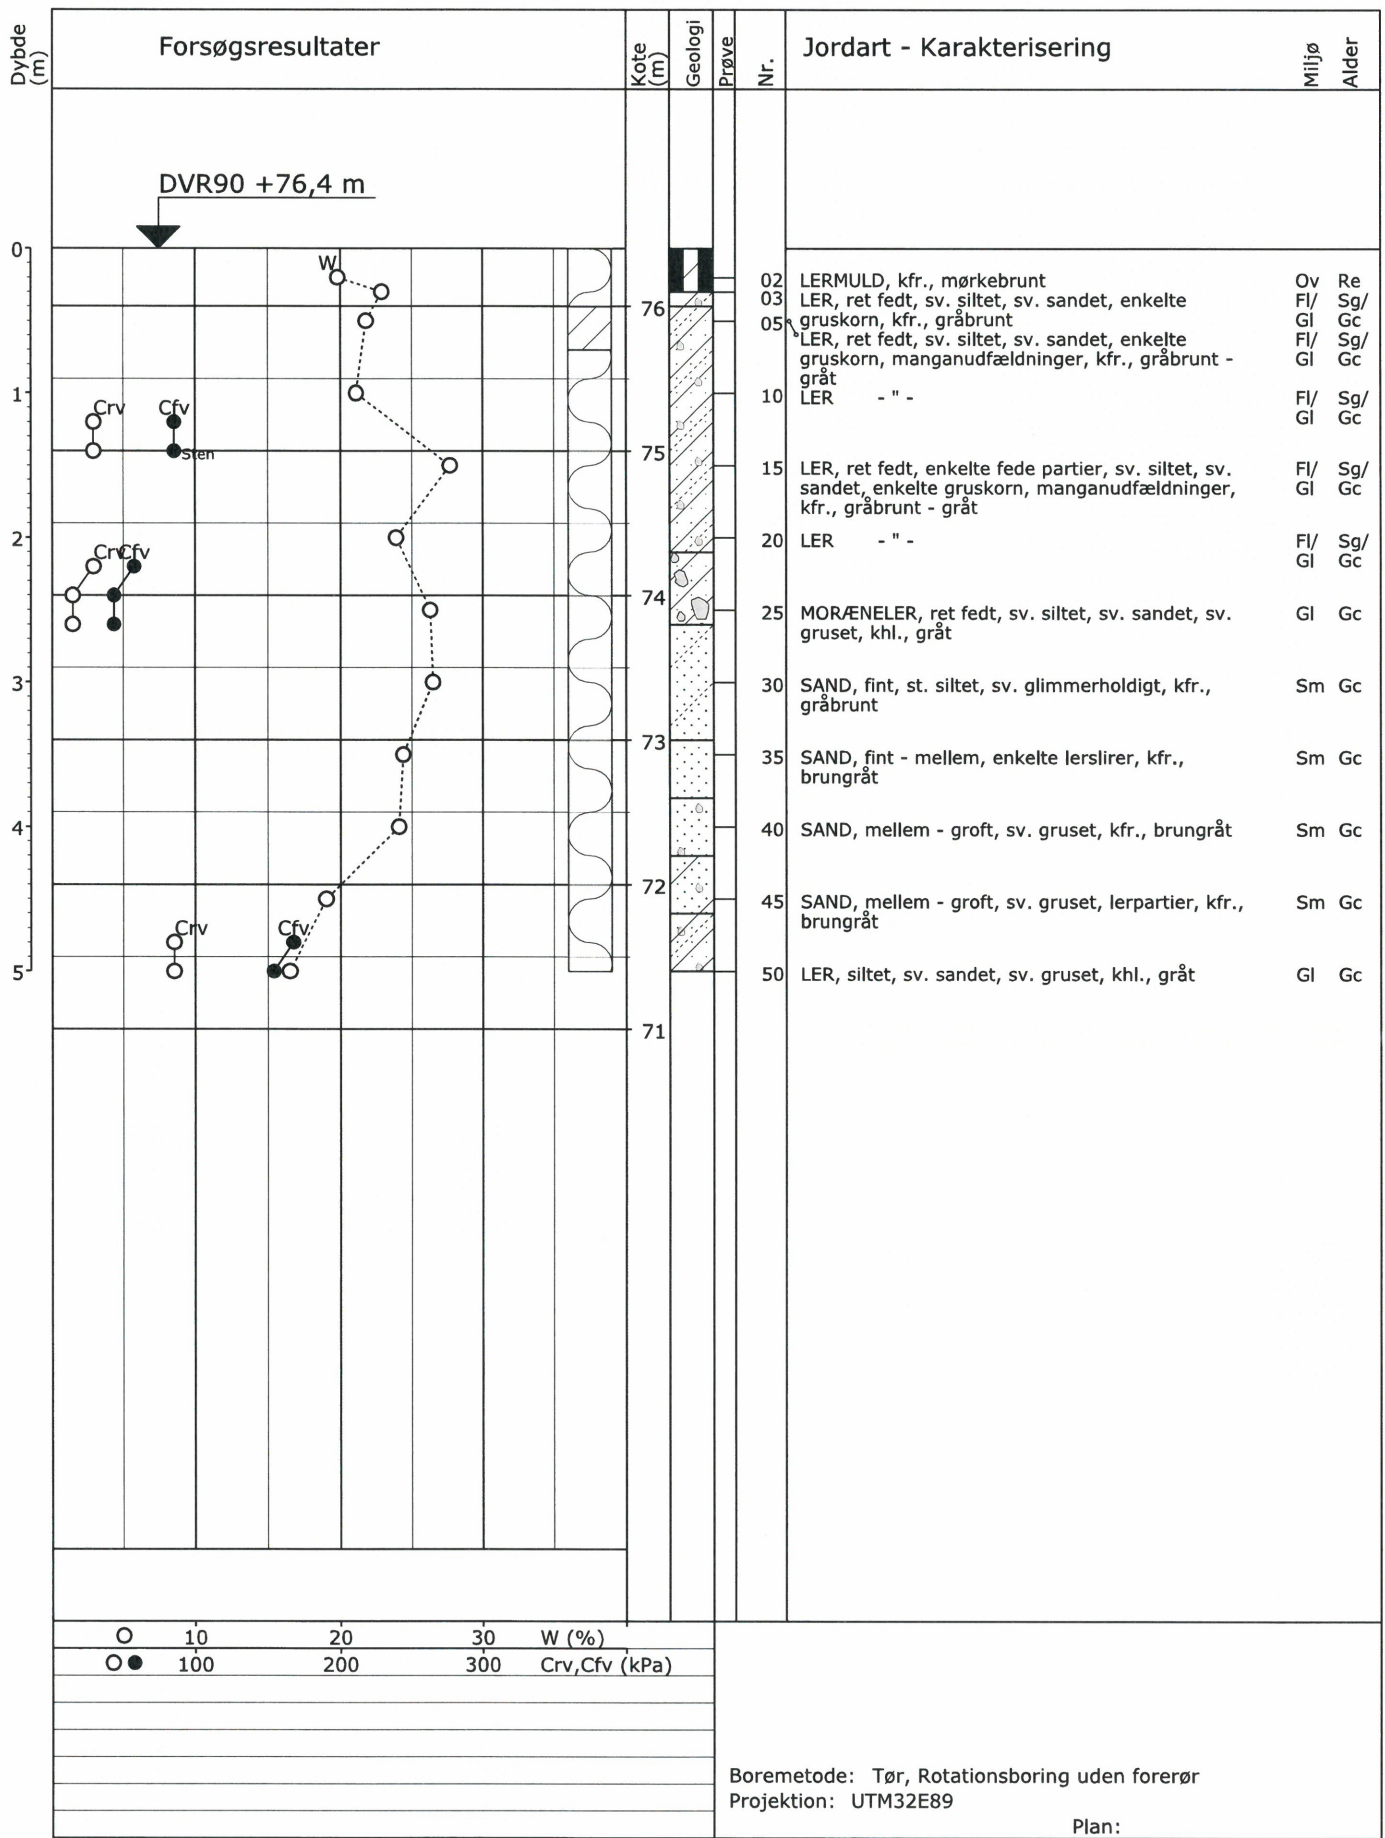 Dybde
(m)
Forsøgsresultater
Kote
(m)
Geologi
Prøve
Nr.
Jordart - Karakterisering
Miljø
Alder
DVR90 +76,4 m
0
W
02 LERMULD, kfr., mørkebrunt Ov Re
03 LER, ret fedt, sv. siltet, sv. sandet, enkelte Fl/ Sg/
76
05 gruskorn, kfr., gråbrunt Gl Gc
LER, ret fedt, sv. siltet, sv. sandet, enkelte Fl/ Sg/
gruskorn, manganudfældninger, kfr., gråbrunt - Gl Gc
gråt
1
10 LER - " - Fl/ Sg/
Gl Gc
Crv Cfv
Sten
75
15 LER, ret fedt, enkelte fede partier, sv. siltet, sv. Fl/ Sg/
sandet, enkelte gruskorn, manganudfældninger, Gl Gc
kfr., gråbrunt - gråt
2
20 LER - " - Fl/ Sg/
Gl Gc
Crv Cfv
74
25 MORÆNELER, ret fedt, sv. siltet, sv. sandet, sv. Gl Gc
gruset, khl., gråt
3
30 SAND, fint, st. siltet, sv. glimmerholdigt, kfr., Sm Gc
gråbrunt
73
35 SAND, fint - mellem, enkelte lerslirer, kfr., Sm Gc
brungråt
4
40 SAND, mellem - groft, sv. gruset, kfr., brungråt Sm Gc
72
45 SAND, mellem - groft, sv. gruset, lerpartier, kfr., Sm Gc
brungråt
Crv Cfv
5
50 LER, siltet, sv. sandet, sv. gruset, khl., gråt Gl Gc
71
10 20 30 W (%)
100 200 300 Crv,Cfv (kPa)
Boremetode: Tør, Rotationsboring uden forerør
Projektion: UTM32E89
Plan: